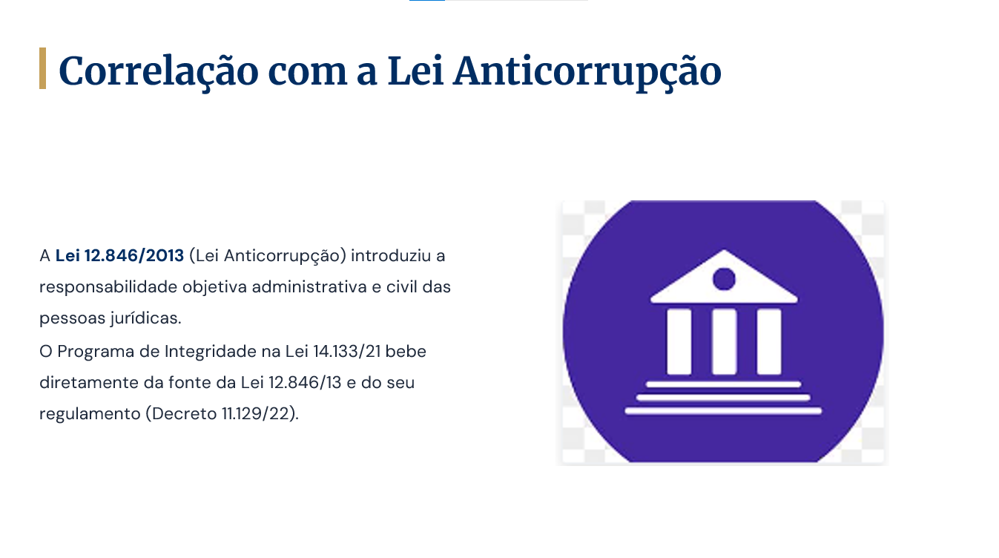 Correlação com a Lei Anticorrupção
A Lei 12.846/2013 (Lei Anticorrupção) introduziu a
responsabilidade objetiva administrativa e civil das
pessoas jurídicas.
O Programa de Integridade na Lei 14.133/21 bebe
diretamente da fonte da Lei 12.846/13 e do seu
regulamento (Decreto 11.129/22).